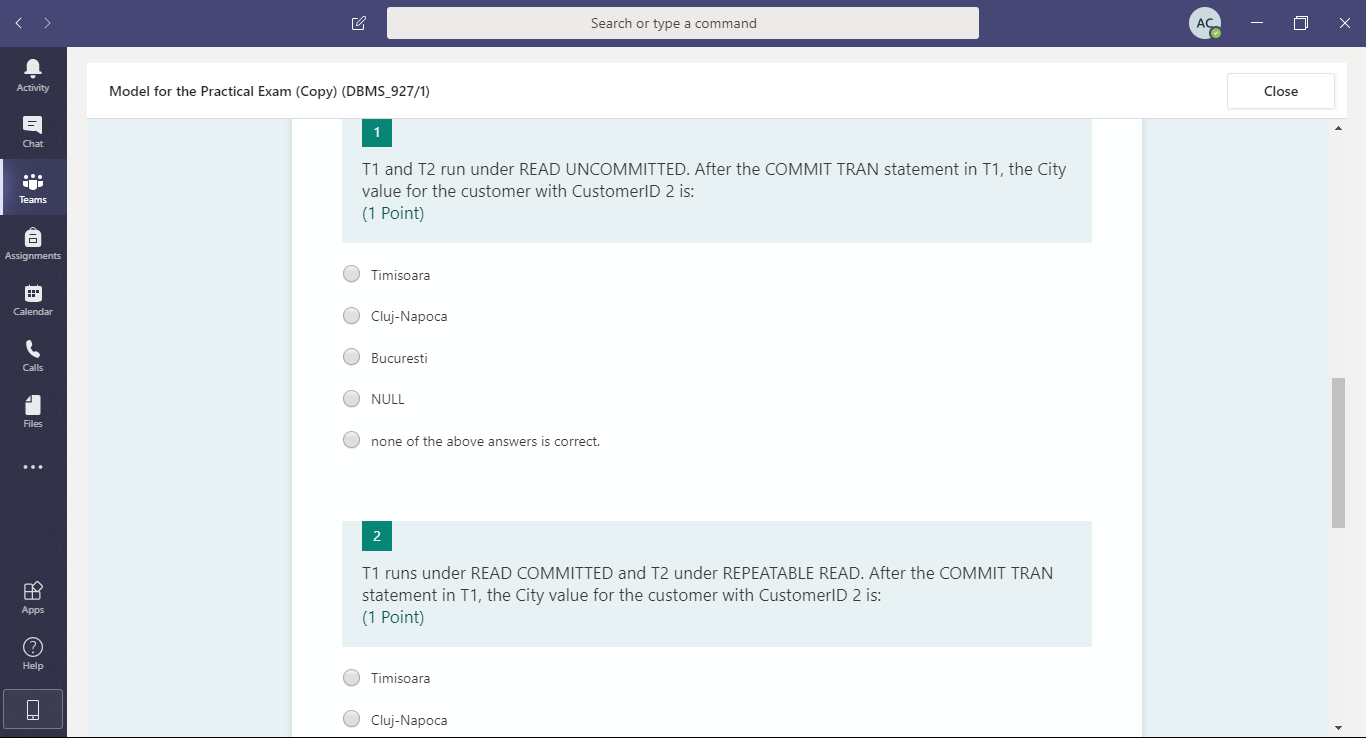 Search or type a command
AC
Activity
Chat
Teams
Assignments
Calendar
Calls
Files
Apps
Help
Model for the Practical Exam (Copy) (DBMS_927/1)
Close
1
T1 and T2 run under READ UNCOMMITTED. After the COMMIT TRAN statement in T1, the City
value for the customer with CustomerID 2 is:
(1 Point)
Timisoara
Cluj-Napoca
Bucuresti
NULL
none of the above answers is correct.
2
T1 runs under READ COMMITTED and T2 under REPEATABLE READ. After the COMMIT TRAN
statement in T1, the City value for the customer with CustomerID 2 is:
(1 Point)
Timisoara
Cluj-Napoca